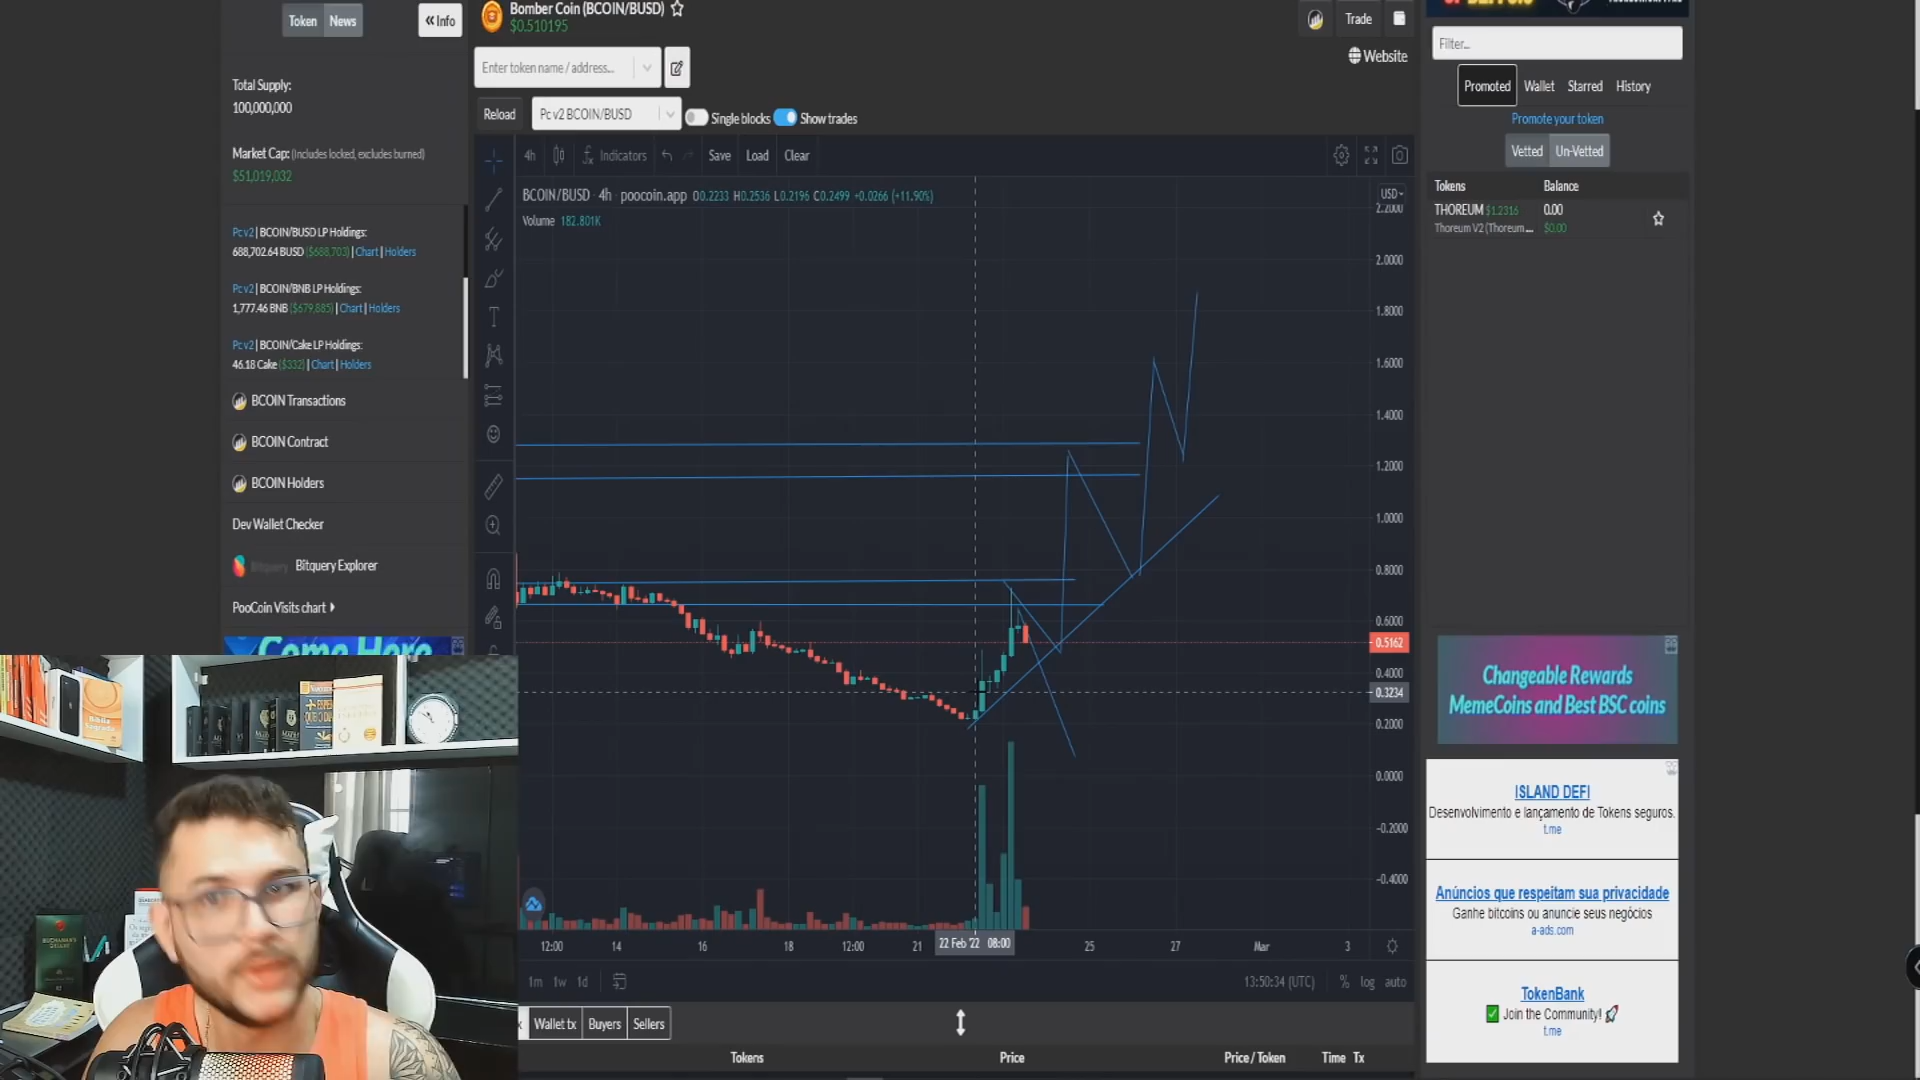 Token
News
«Info
Total Supply:
100,000,000
Market Cap: (Includes locked, excludes burned)
$51,019,032
Pc v2 | BCOIN/BUSD LP Holdings:
688,702.64 BUSD ($688,703) | Chart | Holders
Pc v2 | BCOIN/BNB LP Holdings:
1,777.46 BNB ($679,885) | Chart | Holders
Pc v2 | BCOIN/Cake LP Holdings:
46.18 Cake ($332) | Chart | Holders
BCOIN Transactions
BCOIN Contract
BCOIN Holders
Dev Wallet Checker
Bitquery Bitquery Explorer
PooCoin Visits chart
Come Here
Bomber Coin (BCOIN/BUSD)
$0.510195
Trade
Website
Enter token name / address...
Reload
Pc v2 BCOIN/BUSD
Single blocks
Show trades
4h
Indicators
Save
Load
Clear
BCOIN/BUSD · 4h · poocoin.app O0.2233 H0.2536 L0.2196 C0.2499 +0.0266 (+11.90%)
Volume 182.801K
USD
2.2000
2.0000
1.8000
1.6000
1.4000
1.2000
1.0000
0.8000
0.6000
0.5162
0.4000
0.3234
0.2000
0.0000
-0.2000
-0.4000
12:00
14
16
18
12:00
21
22 Feb '22 08:00
25
27
Mar
3
1m
1w
1d
13:50:34 (UTC)
%
log
auto
x
Wallet tx
Buyers
Sellers
Tokens
Price
Price / Token
Time
Tx
Filter...
Promoted
Wallet
Starred
History
Promote your token
Vetted
Un-Vetted
Tokens
Balance
THOREUM $1.2316
0.00
Thoreum V2 (Thoreum...
$0.00
Changeable Rewards
MemeCoins and Best BSC coins
ISLAND DEFI
Desenvolvimento e lançamento de Tokens seguros.
t.me
Anúncios que respeitam sua privacidade
Ganhe bitcoins ou anuncie seus negócios
a-ads.com
TokenBank
✅ Join the Community! 🚀
t.me